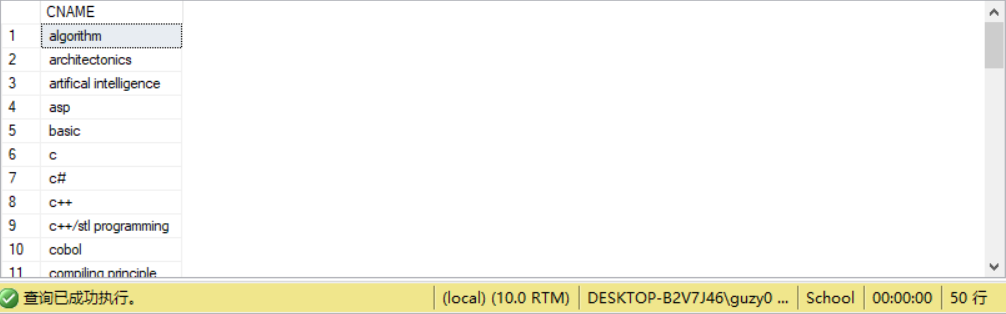 CNAME
1 algorithm
2 architectonics
3 artifical intelligence
4 asp
5 basic
6 c
7 c#
8 c++
9 c++/stl programming
10 cobol
11 compiling principle
查询已成功执行。 (local) (10.0 RTM) DESKTOP-B2V7J46\guzy0 ... School 00:00:00 50 行